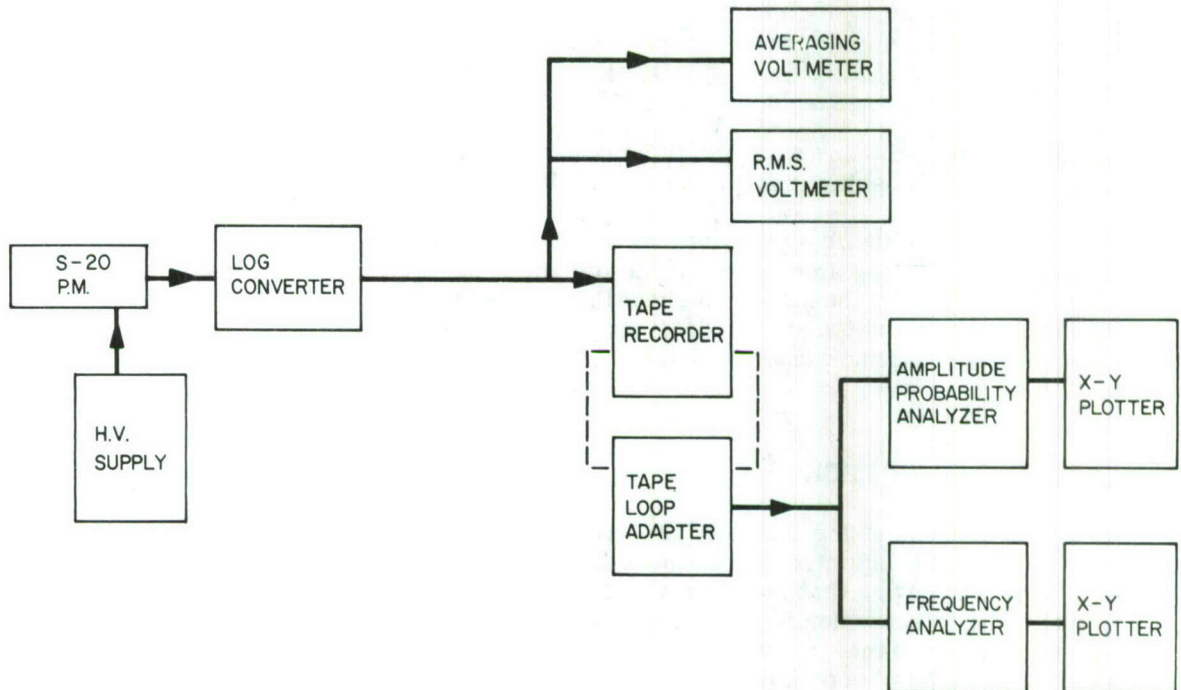 AVERAGING
VOLTMETER
R.M.S.
VOLTMETER
S-20
P.M.
LOG
CONVERTER
TAPE
RECORDER
H.V.
SUPPLY
AMPLITUDE
PROBABILITY
ANALYZER
X-Y
PLOTTER
TAPE
LOOP
ADAPTER
FREQUENCY
ANALYZER
X-Y
PLOTTER